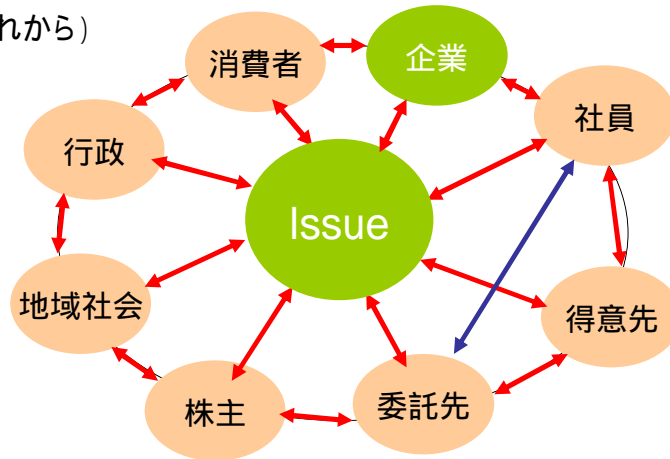 れから)
消費者
企業
社員
行政
Issue
地域社会
得意先
株主
委託先